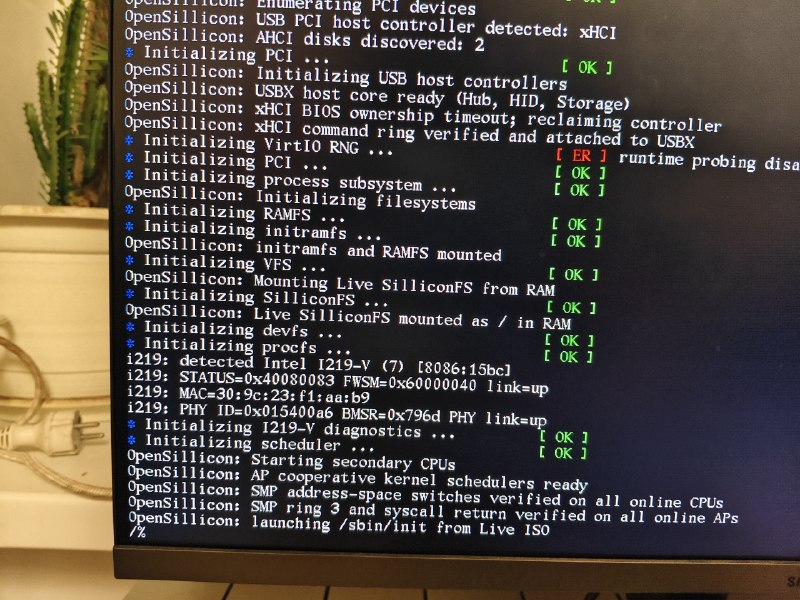 OpenSillicon: Enumerating PCI devices
OpenSillicon: USB PCI host controller detected: xHCI
OpenSillicon: AHCI disks discovered: 2
* Initializing PCI ... [ OK ]
OpenSillicon: Initializing USB host controllers
OpenSillicon: USBX host core ready (Hub, HID, Storage)
OpenSillicon: xHCI BIOS ownership timeout; reclaiming controller
OpenSillicon: xHCI command ring verified and attached to USBX
* Initializing VirtIO RNG ... [ ER ] runtime probing disa
* Initializing PCI ... [ OK ]
* Initializing process subsystem ... [ OK ]
OpenSillicon: Initializing filesystems
* Initializing RAMFS ... [ OK ]
* Initializing initramfs ... [ OK ]
OpenSillicon: initramfs and RAMFS mounted
* Initializing VFS ... [ OK ]
OpenSillicon: Mounting Live SilliconFS from RAM
* Initializing SilliconFS ... [ OK ]
OpenSillicon: Live SilliconFS mounted as / in RAM
* Initializing devfs ... [ OK ]
* Initializing procfs ... [ OK ]
i219: detected Intel I219-V (7) [8086:15bc]
i219: STATUS=0x40080083 FWSM=0x60000040 link=up
i219: MAC=30:9c:23:f1:aa:b9
i219: PHY ID=0x015400a6 BMSR=0x796d PHY link=up
* Initializing I219-V diagnostics ... [ OK ]
* Initializing scheduler ... [ OK ]
OpenSillicon: Starting secondary CPUs
OpenSillicon: AP cooperative kernel schedulers ready
OpenSillicon: SMP address-space switches verified on all online CPUs
OpenSillicon: SMP ring 3 and syscall return verified on all online APs
OpenSillicon: launching /sbin/init from Live ISO
/%